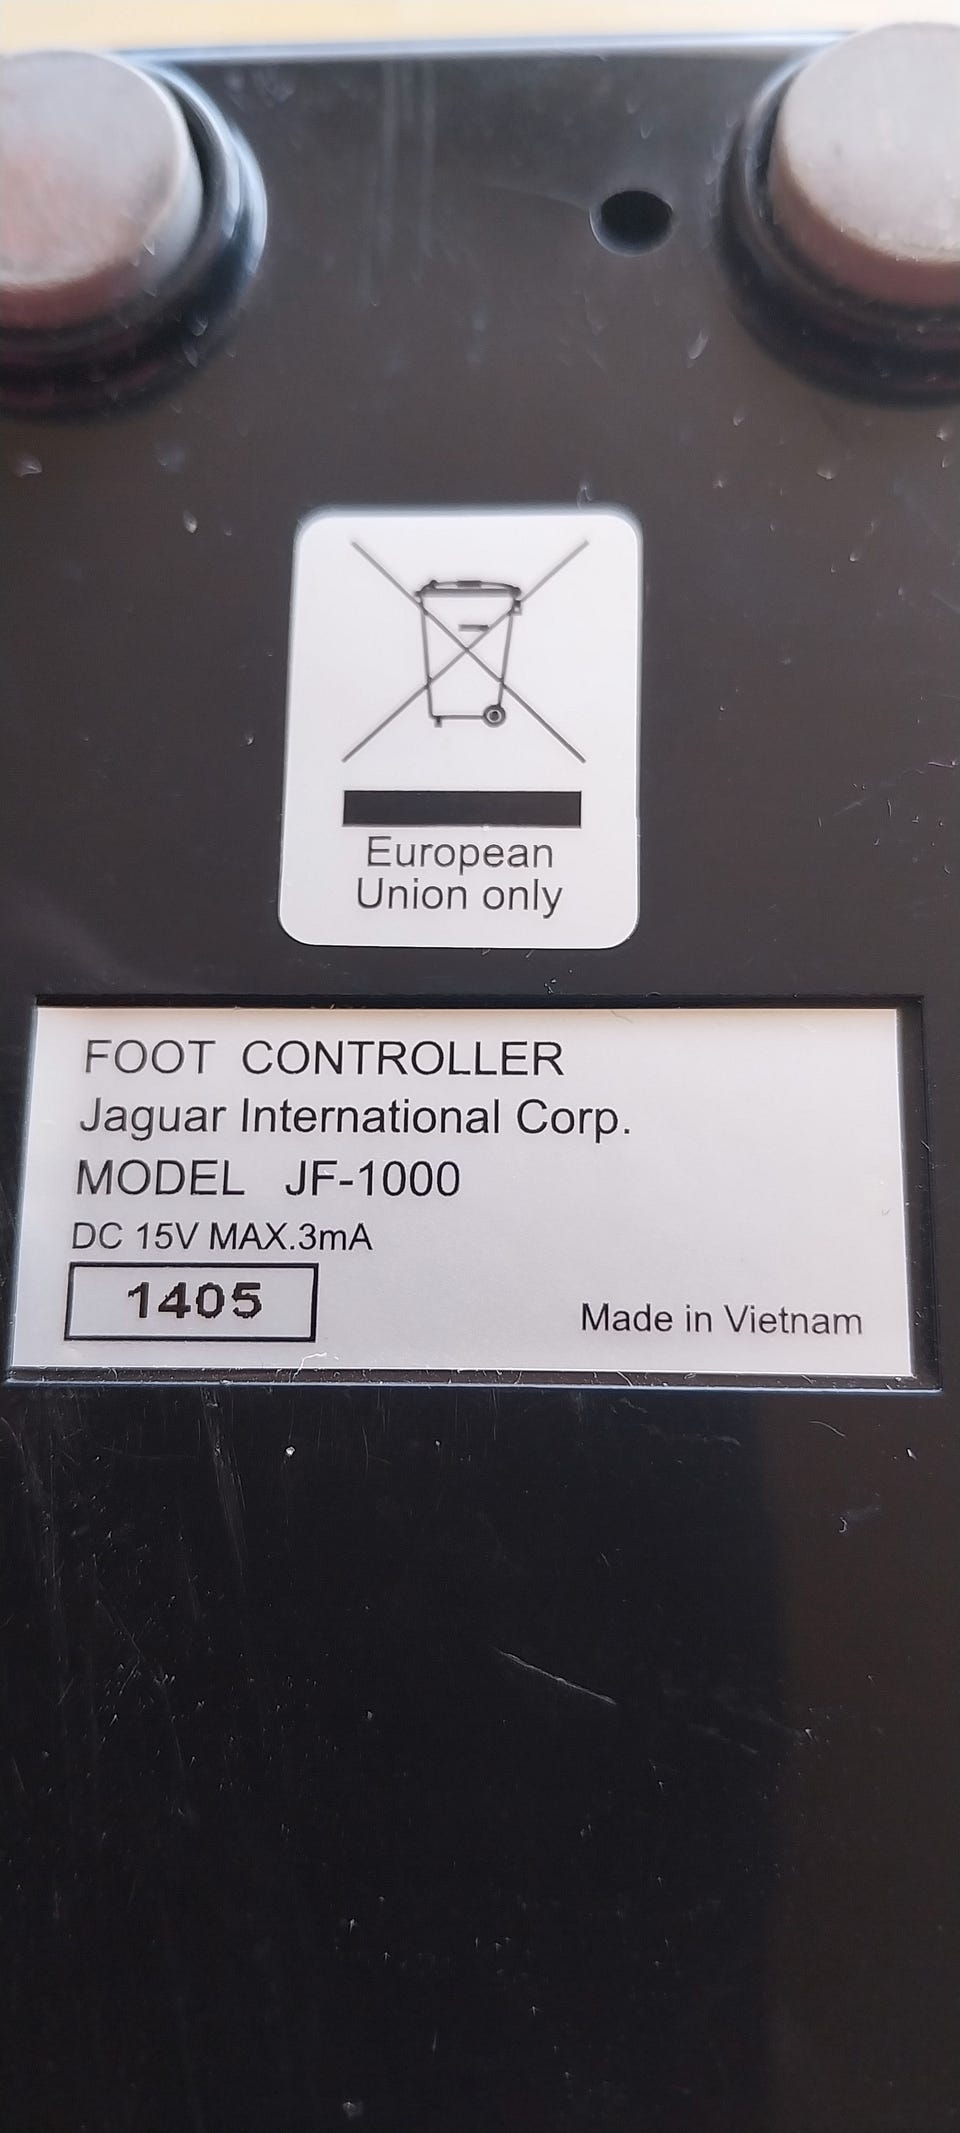 European
Union only
FOOT CONTROLLER
Jaguar International Corp.
MODEL JF-1000
DC 15V MAX.3mA
1405
Made in Vietnam